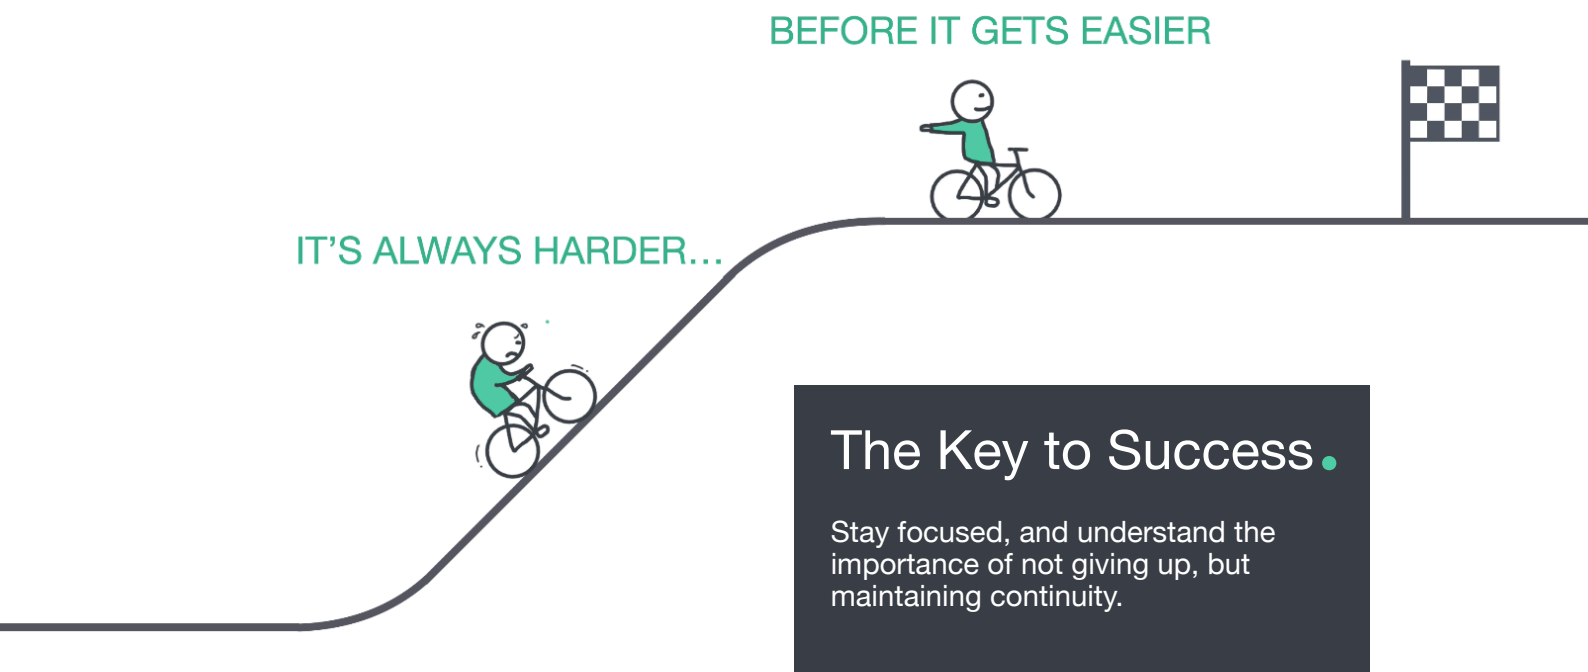 BEFORE IT GETS EASIER
IT’S ALWAYS HARDER...
The Key to Success.
Stay focused, and understand the
importance of not giving up, but
maintaining continuity.